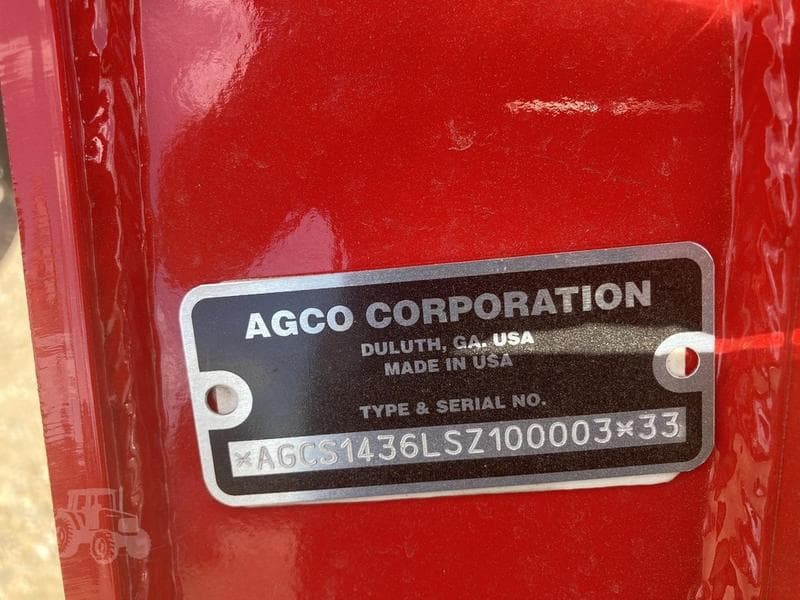 AGCO CORPORATION
DULUTH, GA. USA
MADE IN USA
TYPE & SERIAL NO.
*AGCS1436LSZ100003*33